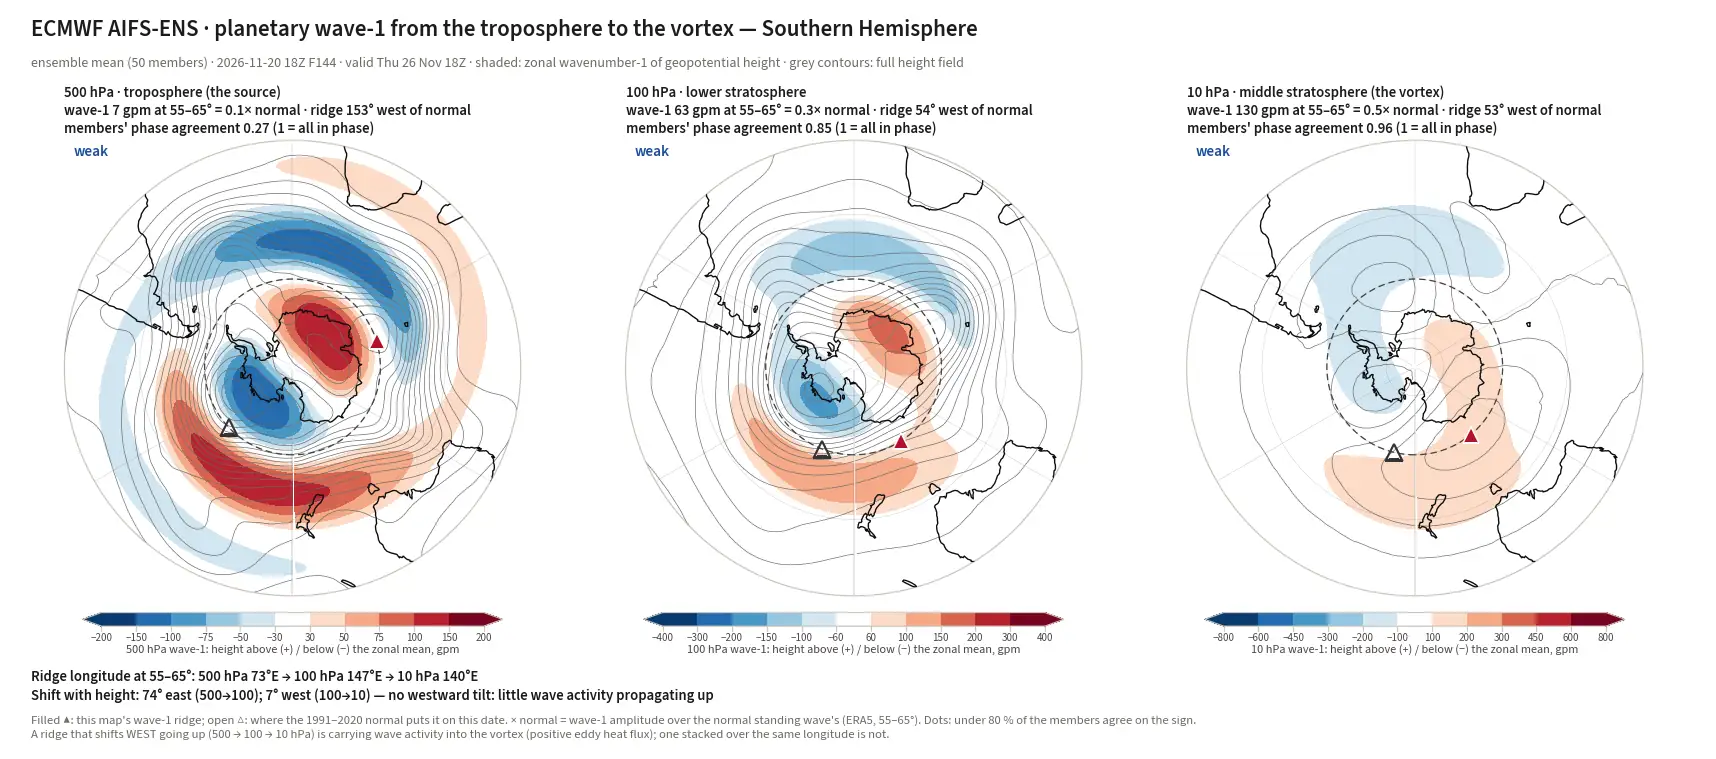 ECMWF AIFS-ENS · planetary wave-1 from the troposphere to the vortex — Southern Hemisphere
ensemble mean (50 members) · 2026-11-20 18Z F144 · valid Thu 26 Nov 18Z · shaded: zonal wavenumber-1 of geopotential height · grey contours: full height field
500 hPa · troposphere (the source)
wave-1 7 gpm at 55–65° = 0.1× normal · ridge 153° west of normal
members' phase agreement 0.27 (1 = all in phase)
weak
100 hPa · lower stratosphere
wave-1 63 gpm at 55–65° = 0.3× normal · ridge 54° west of normal
members' phase agreement 0.85 (1 = all in phase)
weak
10 hPa · middle stratosphere (the vortex)
wave-1 130 gpm at 55–65° = 0.5× normal · ridge 53° west of normal
members' phase agreement 0.96 (1 = all in phase)
weak
−200 −150 −100 −75 −50 −30 30 50 75 100 150 200
500 hPa wave-1: height above (+) / below (−) the zonal mean, gpm
−400 −300 −200 −150 −100 −60 60 100 150 200 300 400
100 hPa wave-1: height above (+) / below (−) the zonal mean, gpm
−800 −600 −450 −300 −200 −100 100 200 300 450 600 800
10 hPa wave-1: height above (+) / below (−) the zonal mean, gpm
Ridge longitude at 55–65°: 500 hPa 73°E → 100 hPa 147°E → 10 hPa 140°E
Shift with height: 74° east (500→100); 7° west (100→10) — no westward tilt: little wave activity propagating up
Filled ▲: this map's wave-1 ridge; open △: where the 1991–2020 normal puts it on this date. × normal = wave-1 amplitude over the normal standing wave's (ERA5, 55–65°). Dots: under 80 % of the members agree on the sign.
A ridge that shifts WEST going up (500 → 100 → 10 hPa) is carrying wave activity into the vortex (positive eddy heat flux); one stacked over the same longitude is not.